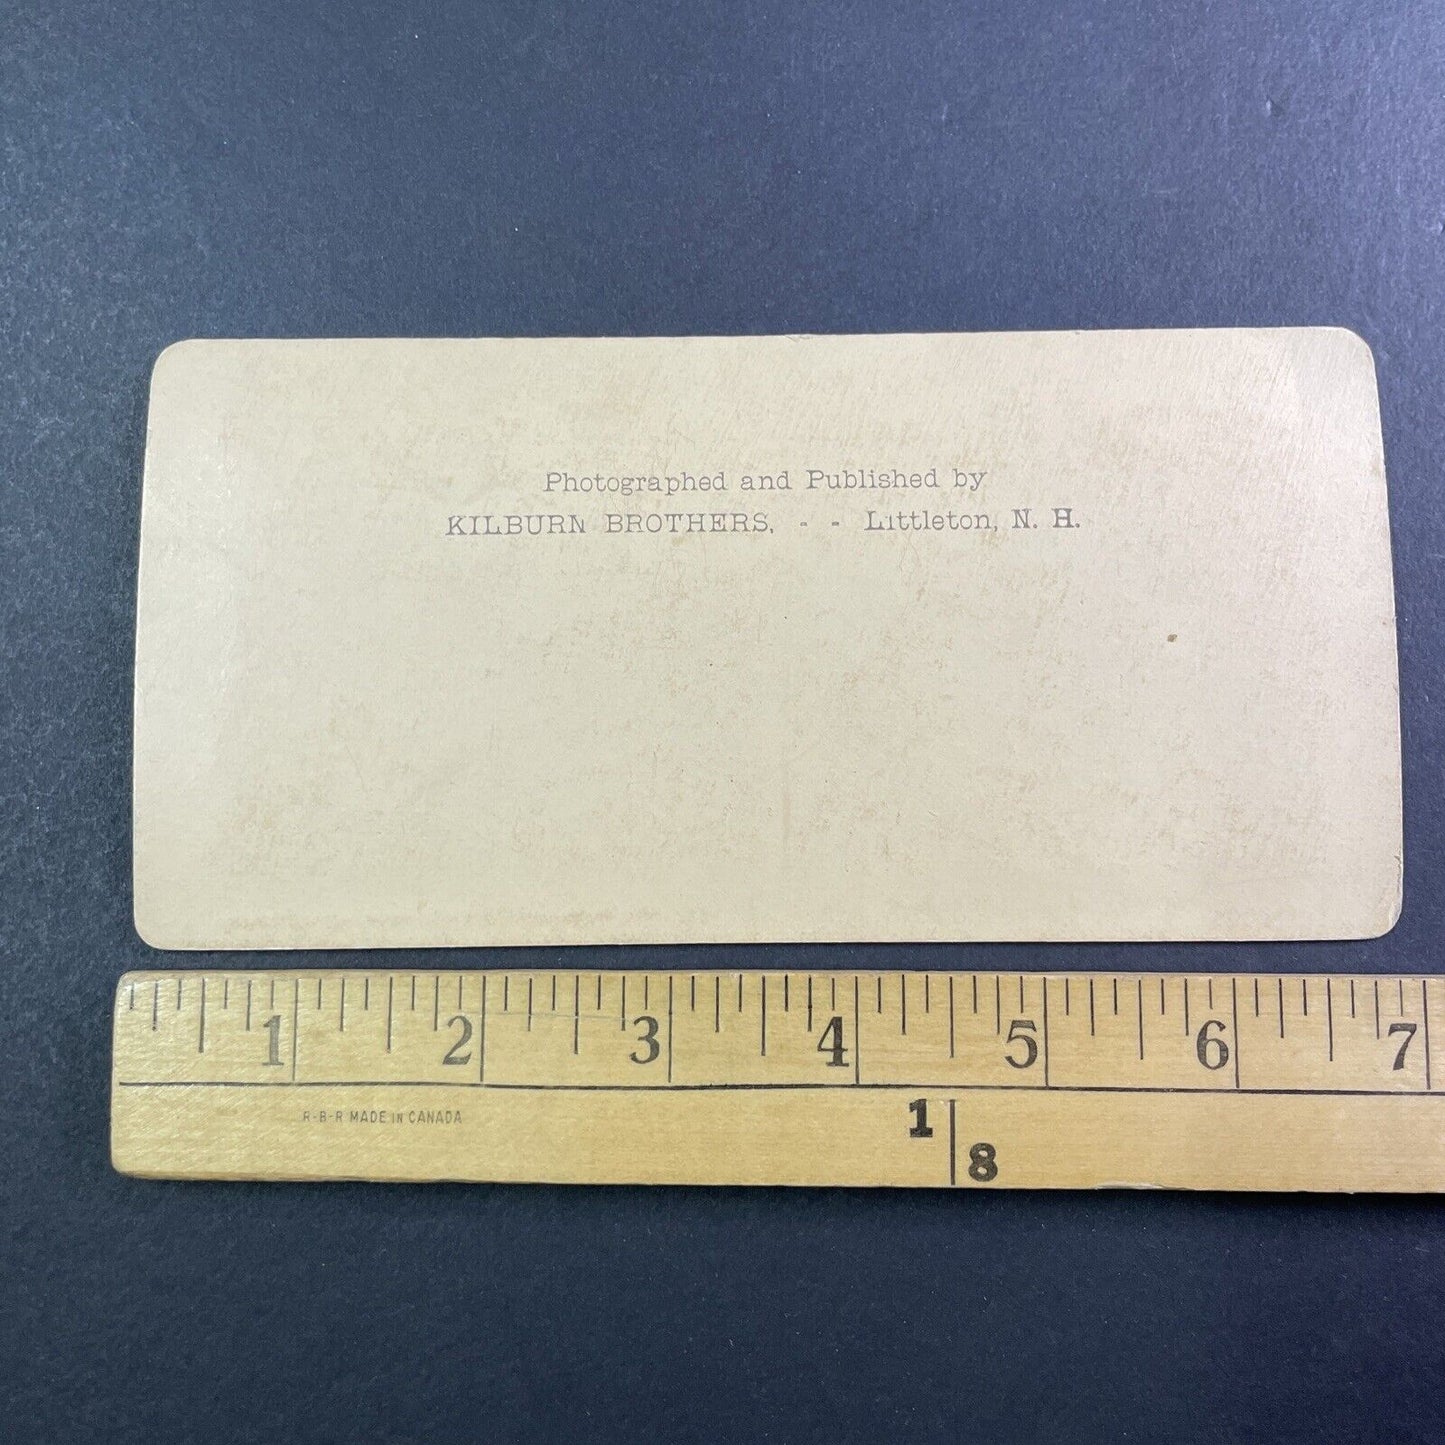 Photographed and Published by
KILBURN BROTHERS, - - Littleton, N. H.
1 2 3 4 5 6 7
R-B-R MADE IN CANADA
1
8